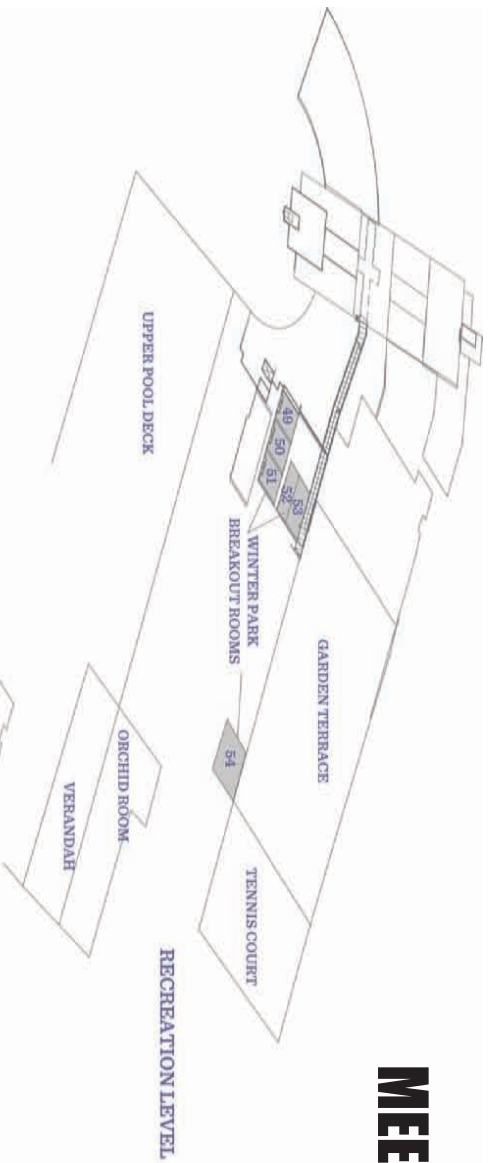 MEE
UPPER POOL DECK
49
50
51
52
53
WINTER PARK
BREAKOUT ROOMS
GARDEN TERRACE
54
ORCHID ROOM
VERANDAH
TENNIS COURT
RECREATION LEVEL